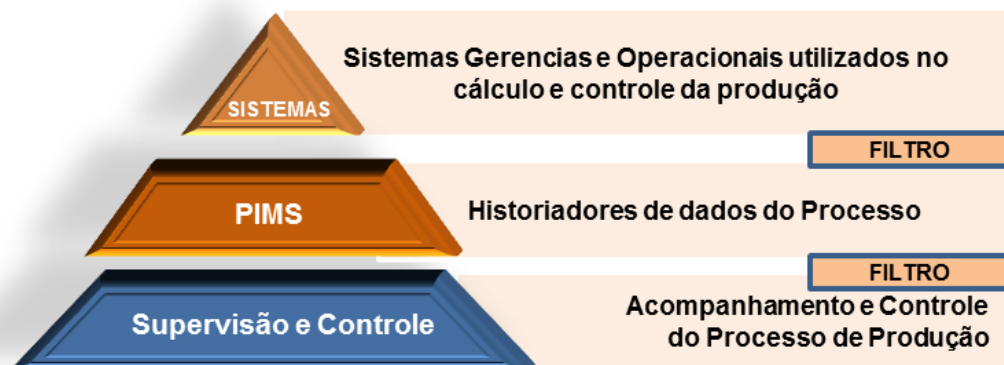 SISTEMAS
Sistemas Gerencias e Operacionais utilizados no
cálculo e controle da produção
FILTRO
PIMS
Historiadores de dados do Processo
FILTRO
Supervisão e Controle
Acompanhamento e Controle
do Processo de Produção